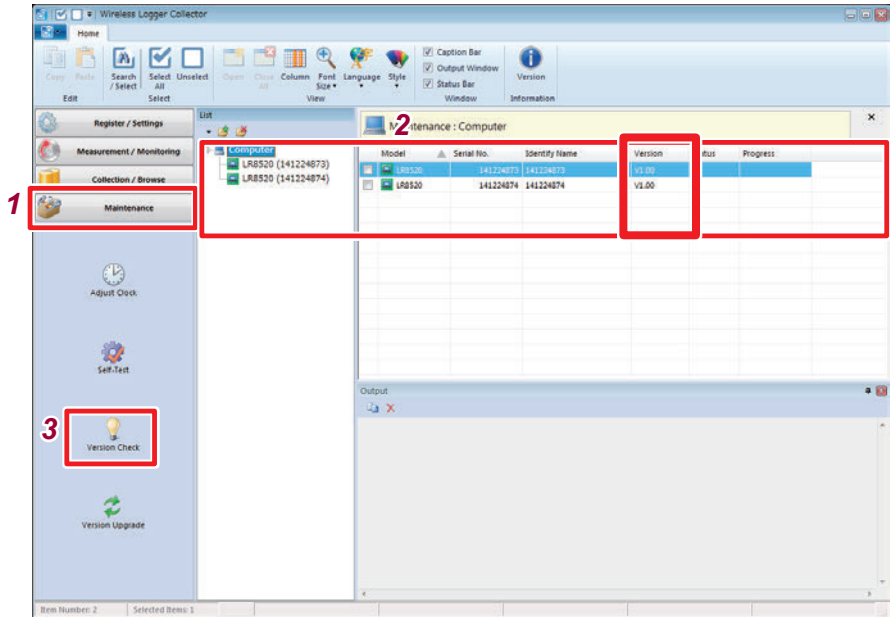 Wireless Logger Collector
Home
Copy Paste Search / Select Select All Unselect Open Close All Column Font Size Language Style Caption Bar Output Window Status Bar Version
Edit Select View Window Information
Register / Settings
Measurement / Monitoring
Collection / Browse
1 Maintenance
Adjust Clock
Self-Test
3 Version Check
Version Upgrade
List
Computer
LR8520 (141224873)
LR8520 (141224874)
2
Maintenance : Computer
Model Serial No. Identity Name Version Progress
LR8520 141224873 141224873 V1.00
LR8520 141224874 141224874 V1.00
Output
Item Number: 2 Selected Items: 1